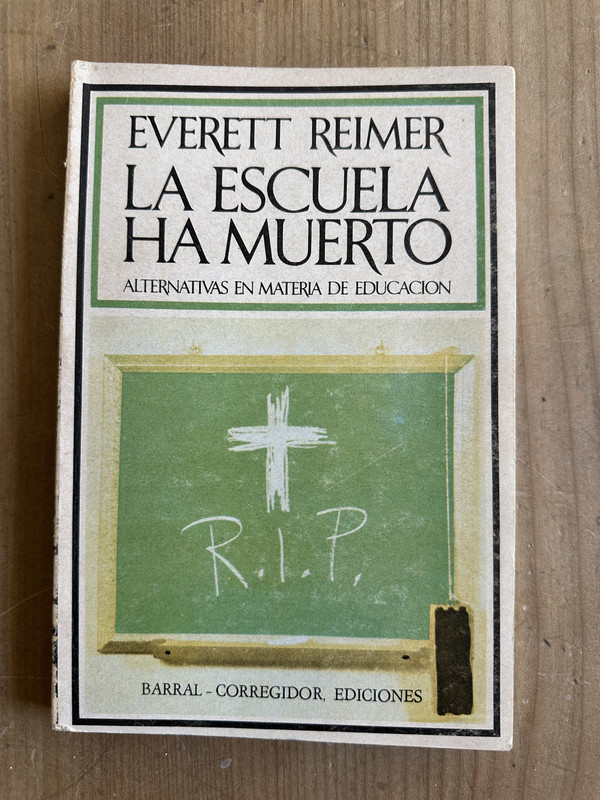 EVERETT REIMER
LA ESCUELA
HA MUERTO
ALTERNATIVAS EN MATERIA DE EDUCACION
R.I.P.
BARRAL - CORREGIDOR, EDICIONES